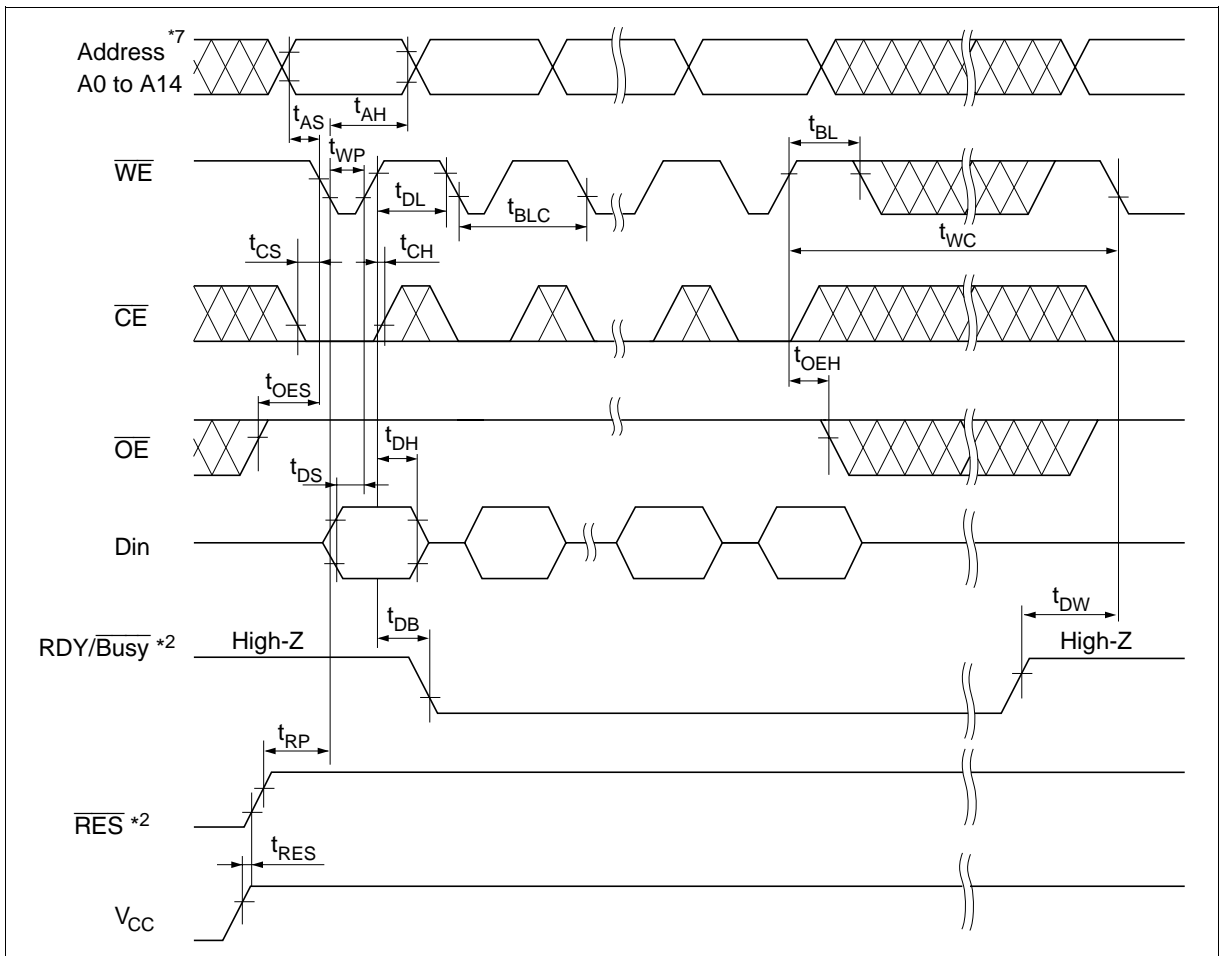 Address *7
A0 to A14
tAS
tAH
tBL
WE
tWP
tDL
tBLC
tWC
tCS
tCH
CE
tOES
tOEH
OE
tDH
tDS
Din
tDB
tDW
RDY/Busy *2
High-Z
High-Z
tRP
RES *2
tRES
VCC